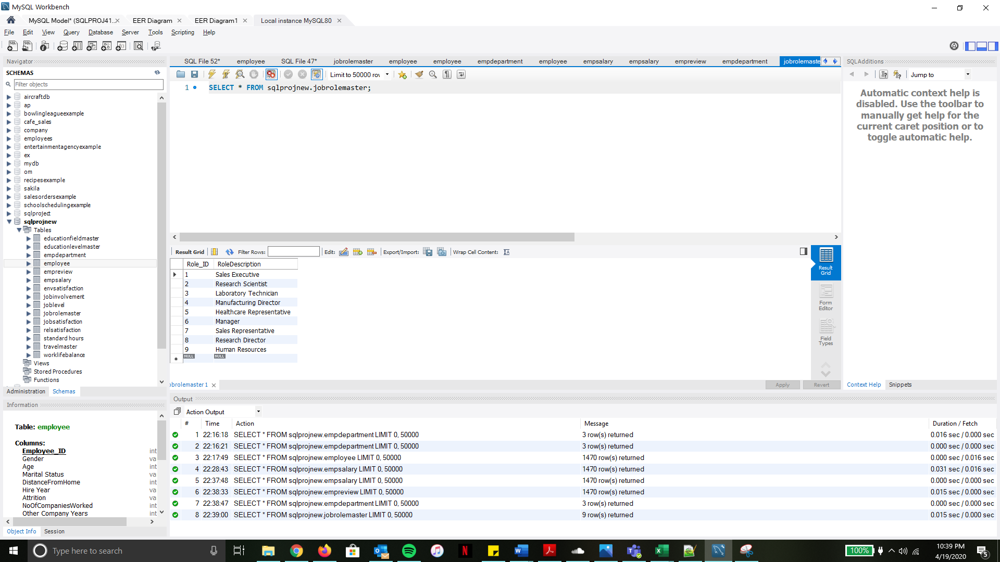 MySQL Workbench
MySQL Model* (SQLPROJ41.. EER Diagram EER Diagram1 Local instance MySQL80
File Edit View Query Database Server Tools Scripting Help
Navigator
SCHEMAS
Filter objects
aircraftdb
ap
bowlingleagueexample
cafe_sales
company
employees
entertainmentagencyexample
ex
mydb
om
recipesexample
sakila
salesordersexample
schoolschedulingexample
sqlproject
sqlprojnew
Tables
educationfieldmaster
educationlevelmaster
empdepartment
employee
empreview
empsalary
envsatisfaction
jobinvolvement
joblevel
jobrolemaster
jobsatisfaction
relsatisfaction
standard hours
travelmaster
worklifebalance
Views
Stored Procedures
Functions
Administration Schemas
Information
Table: employee
Columns:
Employee_ID int
Gender va
Age int
Marital Status va
DistanceFromHome int
Hire Year va
Attrition va
NoOfCompaniesWorked int
Other Company Years int
Object Info Session
SQL File 52* employee SQL File 47* jobrolemaster employee employee empdepartment employee empsalary empsalary empreview empdepartment jobrolemaste
Limit to 50000 rov
1 SELECT * FROM sqlprojnew.jobrolemaster;
Result Grid Filter Rows: Edit: Export/Import: Wrap Cell Content:
Role_ID RoleDescription
1 Sales Executive
2 Research Scientist
3 Laboratory Technician
4 Manufacturing Director
5 Healthcare Representative
6 Manager
7 Sales Representative
8 Research Director
9 Human Resources
NULL NULL
Result
Grid
Form
Editor
Field
Types
obrolemaster 1
Apply Revert
SQLAdditions
Jump to
Automatic context help is
disabled. Use the toolbar to
manually get help for the
current caret position or to
toggle automatic help.
Context Help Snippets
Output
Action Output
# Time Action Message Duration / Fetch
1 22:16:18 SELECT * FROM sqlprojnew.empdepartment LIMIT 0, 50000 3 row(s) returned 0.016 sec / 0.000 sec
2 22:16:21 SELECT * FROM sqlprojnew.empdepartment LIMIT 0, 50000 3 row(s) returned 0.000 sec / 0.000 sec
3 22:17:49 SELECT * FROM sqlprojnew.employee LIMIT 0, 50000 1470 row(s) returned 0.000 sec / 0.016 sec
4 22:28:43 SELECT * FROM sqlprojnew.empsalary LIMIT 0, 50000 1470 row(s) returned 0.031 sec / 0.016 sec
5 22:37:48 SELECT * FROM sqlprojnew.empsalary LIMIT 0, 50000 1470 row(s) returned 0.000 sec / 0.000 sec
6 22:38:33 SELECT * FROM sqlprojnew.empreview LIMIT 0, 50000 1470 row(s) returned 0.015 sec / 0.000 sec
7 22:38:47 SELECT * FROM sqlprojnew.empdepartment LIMIT 0, 50000 3 row(s) returned 0.000 sec / 0.000 sec
8 22:39:00 SELECT * FROM sqlprojnew.jobrolemaster LIMIT 0, 50000 9 row(s) returned 0.015 sec / 0.000 sec
Type here to search
100%
10:39 PM
4/19/2020
5